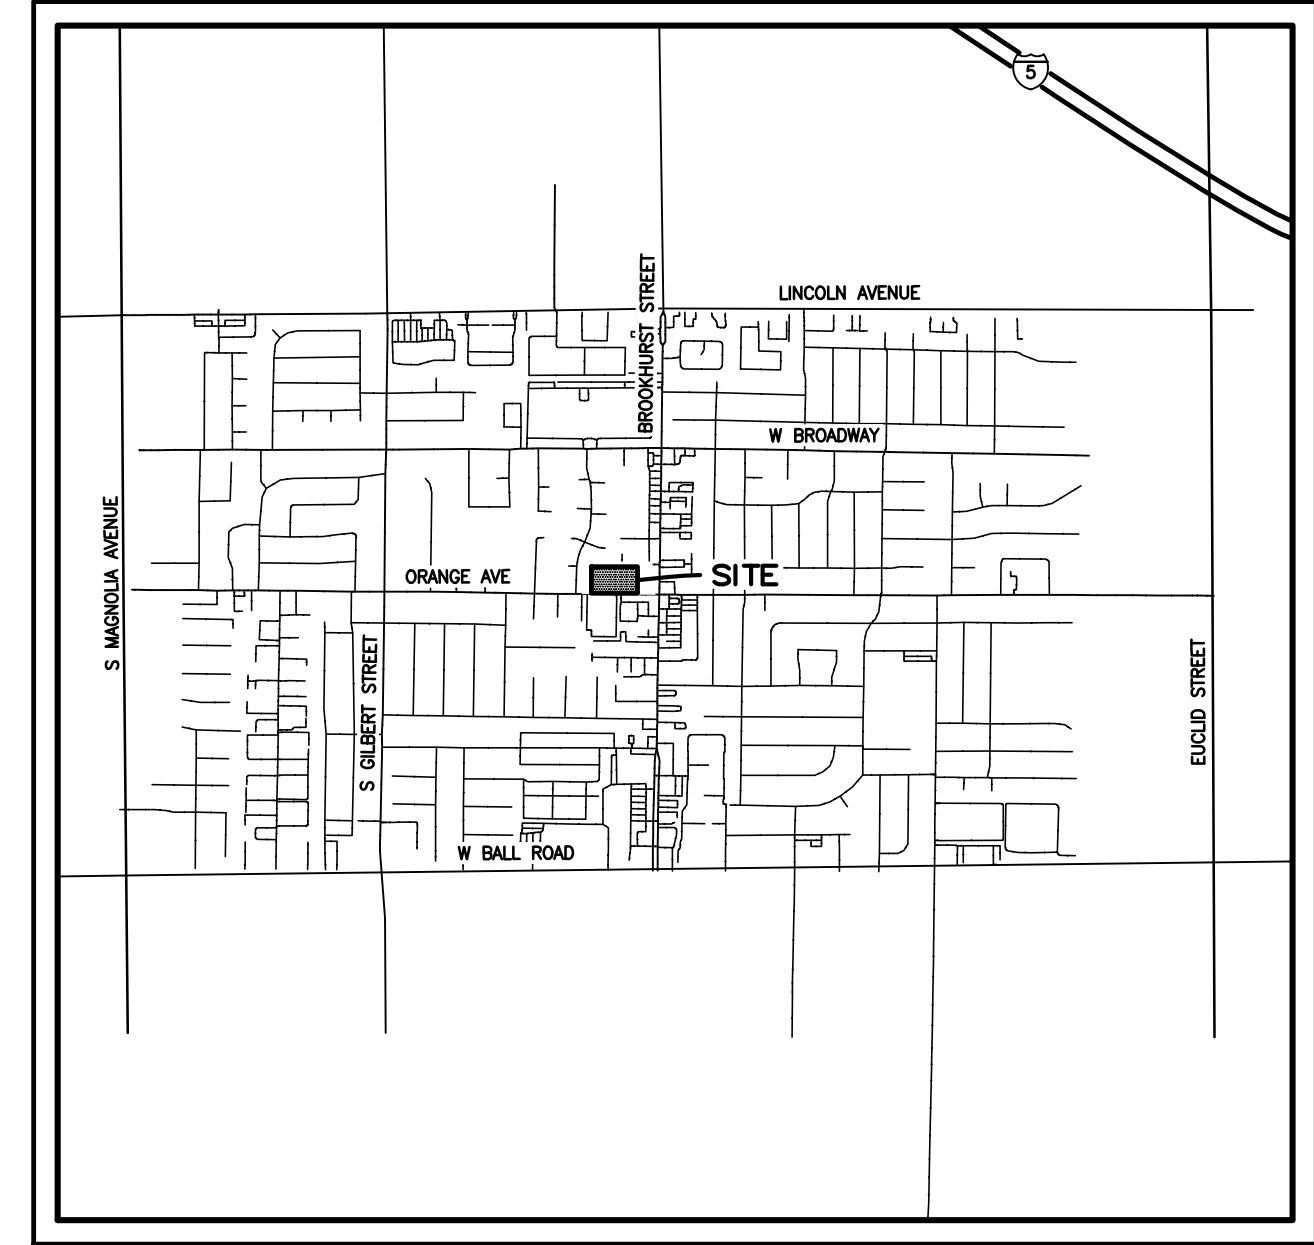 5
LINCOLN AVENUE
BROOKHURST STREET
W BROADWAY
S MAGNOLIA AVENUE
ORANGE AVE
SITE
S GILBERT STREET
EUCLID STREET
W BALL ROAD